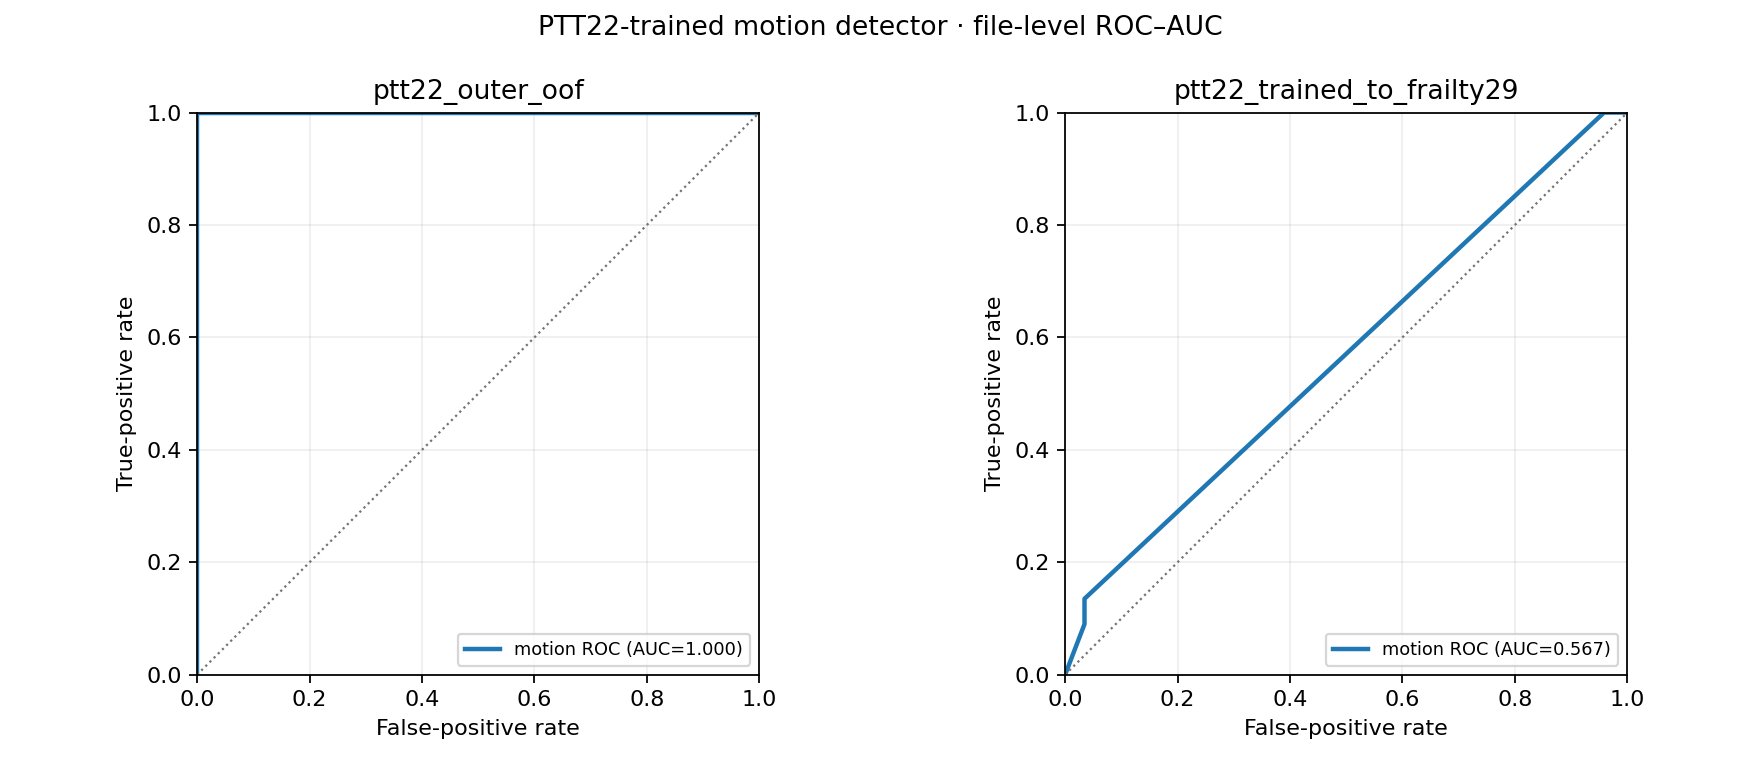 PTT22-trained motion detector · file-level ROC–AUC
ptt22_outer_oof
1.0
0.8
0.6
0.4
0.2
0.0
True-positive rate
0.0 0.2 0.4 0.6 0.8 1.0
False-positive rate
motion ROC (AUC=1.000)
ptt22_trained_to_frailty29
1.0
0.8
0.6
0.4
0.2
0.0
True-positive rate
0.0 0.2 0.4 0.6 0.8 1.0
False-positive rate
motion ROC (AUC=0.567)